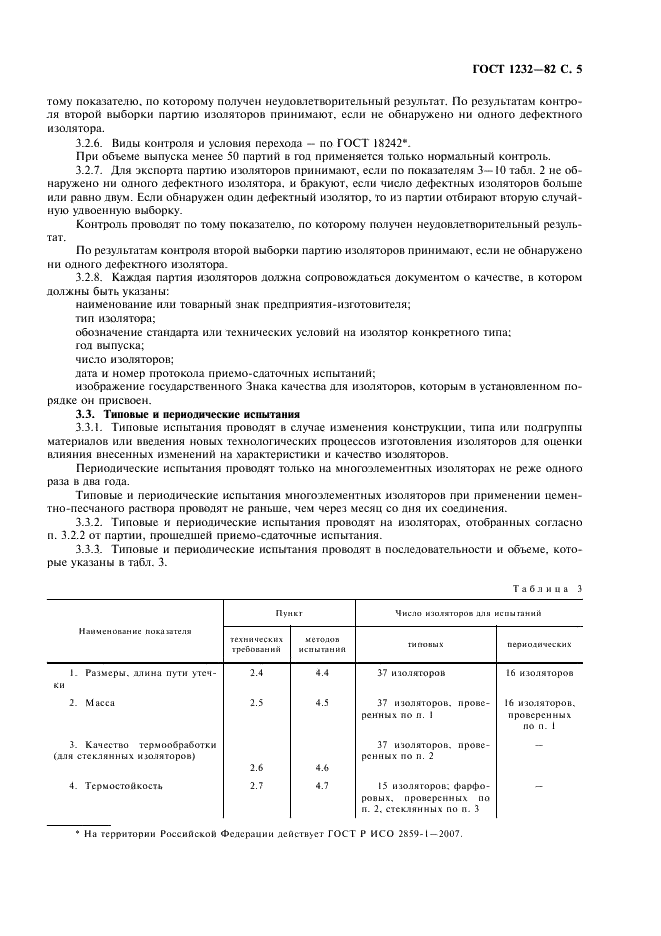 ГОСТ 1232—82 С. 5
тому показателю, по которому получен неудовлетворительный результат. По результатам контро-
ля второй выборки партию изоляторов принимают, если не обнаружено ни одного дефектного
изолятора.
3.2.6. Виды контроля и условия перехода — по ГОСТ 18242*.
При объеме выпуска менее 50 партий в год применяется только нормальный контроль.
3.2.7. Для экспорта партию изоляторов принимают, если по показателям 3—10 табл. 2 не об-
наружено ни одного дефектного изолятора, и бракуют, если число дефектных изоляторов больше
или равно двум. Если обнаружен один дефектный изолятор, то из партии отбирают вторую случай-
ную удвоенную выборку.
Контроль проводят по тому показателю, по которому получен неудовлетворительный резуль-
тат.
По результатам контроля второй выборки партию изоляторов принимают, если не обнаружено
ни одного дефектного изолятора.
3.2.8. Каждая партия изоляторов должна сопровождаться документом о качестве, в котором
должны быть указаны:
наименование или товарный знак предприятия-изготовителя;
тип изолятора;
обозначение стандарта или технических условий на изолятор конкретного типа;
год выпуска;
число изоляторов;
дата и номер протокола приемо-сдаточных испытаний;
изображение государственного Знака качества для изоляторов, которым в установленном по-
рядке он присвоен.
3.3. Типовые и периодические испытания
3.3.1. Типовые испытания проводят в случае изменения конструкции, типа или подгруппы
материалов или введения новых технологических процессов изготовления изоляторов для оценки
влияния внесенных изменений на характеристики и качество изоляторов.
Периодические испытания проводят только на многоэлементных изоляторах не реже одного
раза в два года.
Типовые и периодические испытания многоэлементных изоляторов при применении цемен-
тно-песчаного раствора проводят не раньше, чем через месяц со дня их соединения.
3.3.2. Типовые и периодические испытания проводят на изоляторах, отобранных согласно
п. 3.2.2 от партии, прошедшей приемо-сдаточные испытания.
3.3.3. Типовые и периодические испытания проводят в последовательности и объеме, кото-
рые указаны в табл. 3.
Таблица 3
Наименование показателя
Пункт
Число изоляторов для испытаний
технических
требований
методов
испытаний
типовых
периодических
1. Размеры, длина пути утеч-
ки
2.4
4.4
37 изоляторов
16 изоляторов
2. Масса
2.5
4.5
37 изоляторов, прове-
ренных по п. 1
16 изоляторов,
проверенных
по п. 1
3. Качество термообработки
(для стеклянных изоляторов)
2.6
4.6
37 изоляторов, прове-
ренных по п. 2
—
4. Термостойкость
2.7
4.7
15 изоляторов; фарфо-
ровых, проверенных по
п. 2, стеклянных по п. 3
—
* На территории Российской Федерации действует ГОСТ Р ИСО 2859-1—2007.